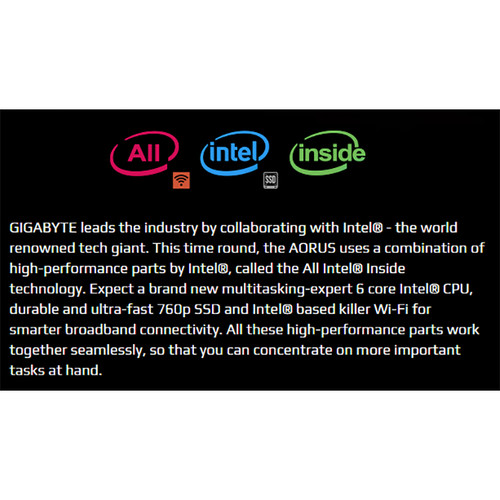 All intel inside
SSD
GIGABYTE leads the industry by collaborating with Intel® - the world
renowned tech giant. This time round, the AORUS uses a combination of
high-performance parts by Intel®, called the All Intel® Inside
technology. Expect a brand new multitasking-expert 6 core Intel® CPU,
durable and ultra-fast 760p SSD and Intel® based killer Wi-Fi for
smarter broadband connectivity. All these high-performance parts work
together seamlessly, so that you can concentrate on more important
tasks at hand.